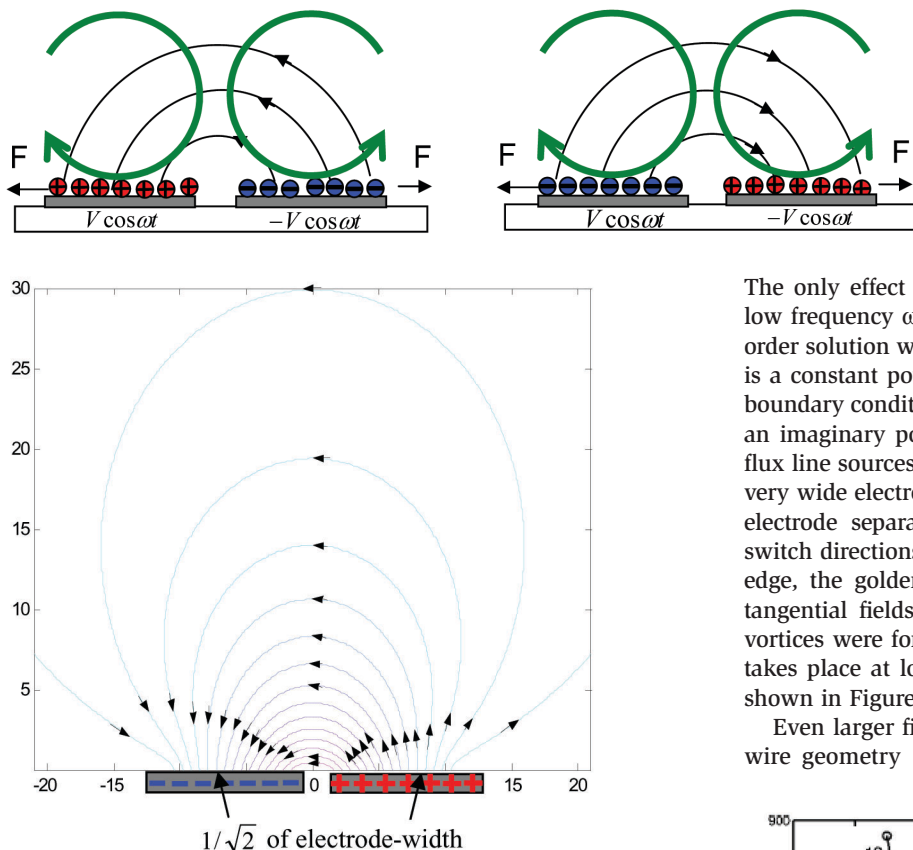 F
F
V cosωt
−V cosωt
F
F
V cosωt
−V cosωt
30
25
20
15
10
5
-20
-15
0
15
20
1/√2 of electrode-width
The only effect
low frequency ω
order solution w
is a constant po
boundary condit
an imaginary po
flux line sources
very wide electro
electrode separa
switch directions
edge, the golden
tangential fields
vortices were for
takes place at lo
shown in Figure
Even larger fi
wire geometry
900